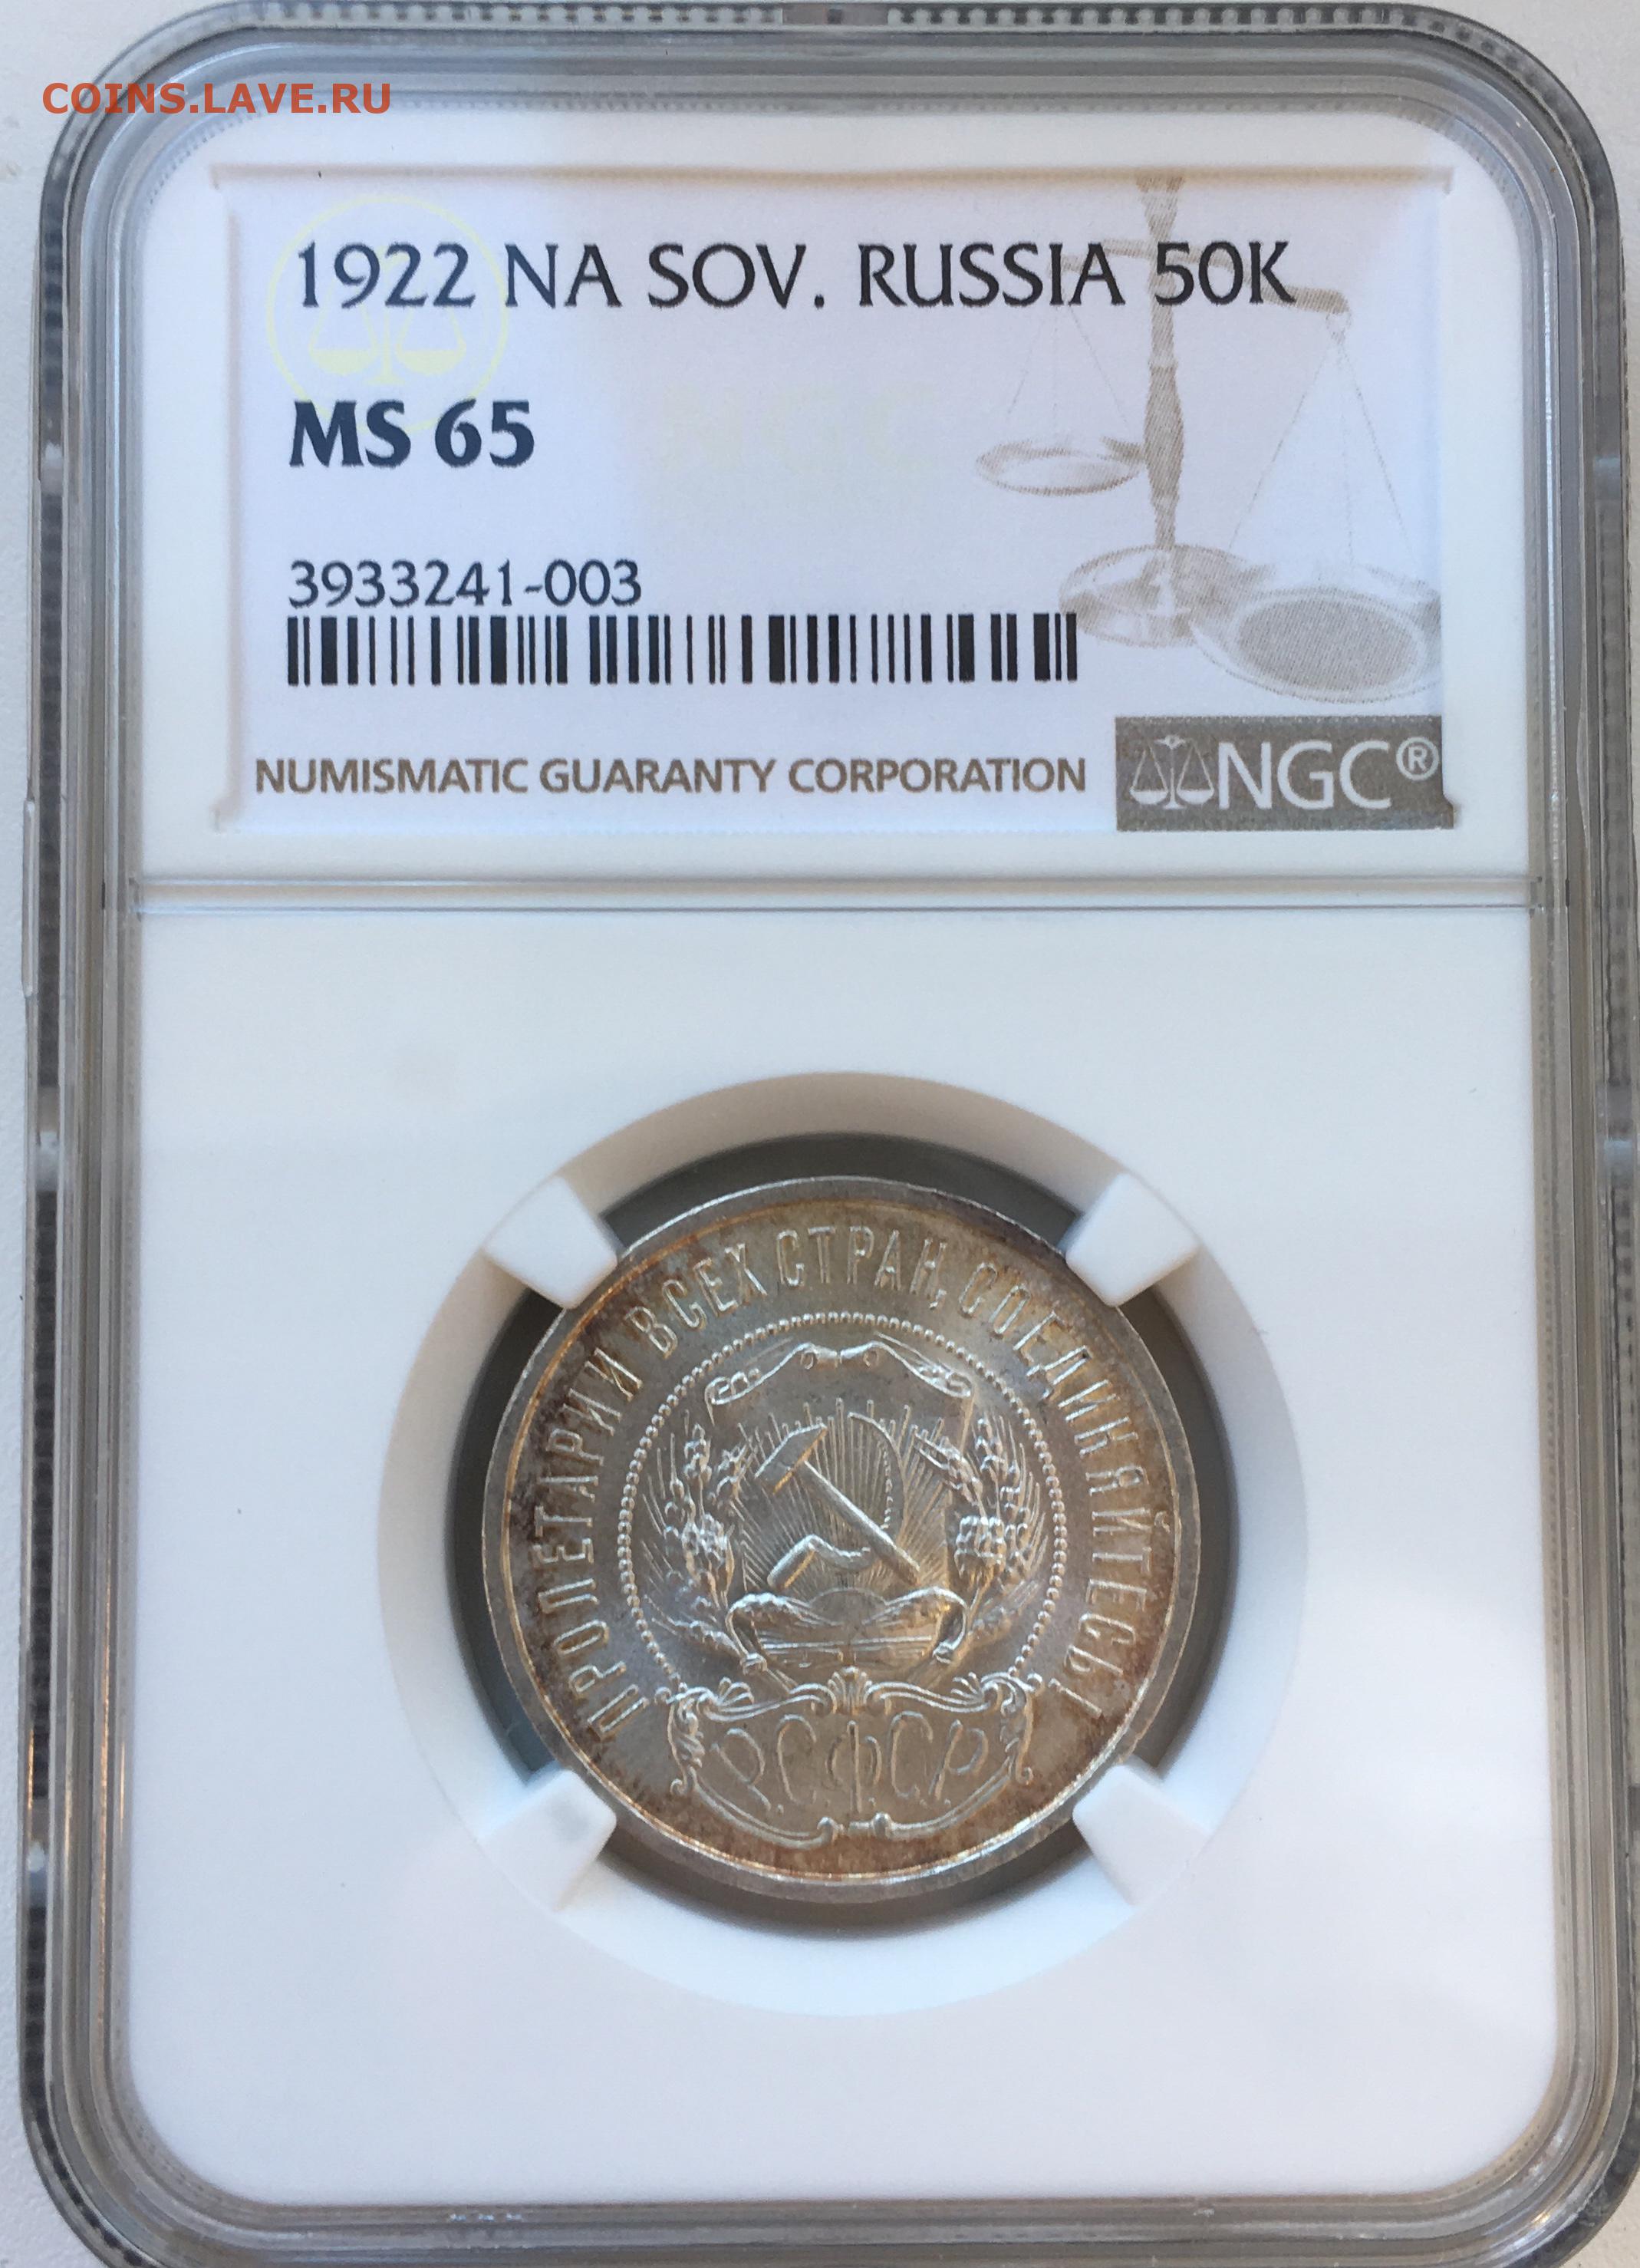 COINS.LAVE.RU
1922 NA SOV. RUSSIA 50K
MS 65
3933241-003
NUMISMATIC GUARANTY CORPORATION
NGC®
ПРОЛЕТАРИИ ВСЕХ СТРАН, СОЕДИНЯЙТЕСЬ!
Р.С.Ф.С.Р.